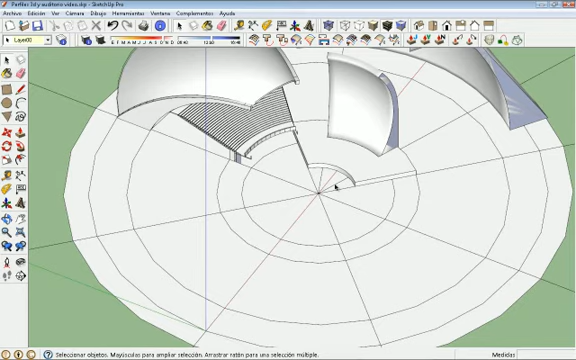 Perfiles 3d y auditorio video.skp - SketchUp Pro
Archivo Edición Ver Cámara Dibujo Herramientas Ventana Complementos Ayuda
Layer00
E F M A M J J A S O N D
Seleccionar objetos. Mayúsculas para ampliar selección. Arrastrar ratón para una selección múltiple.
Medidas